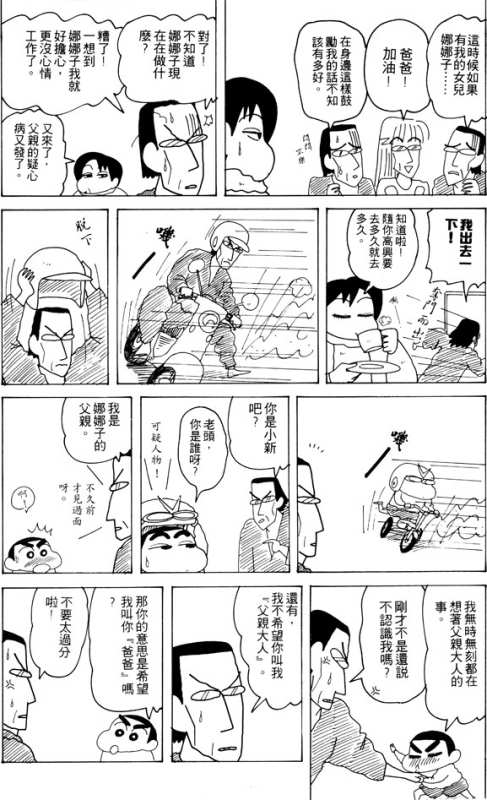 這時候如果
有我的女兒
娜娜子……
爸爸!
加油!
在身邊這樣鼓
勵我的話不知
該有多好。
對了!
不知道
娜娜子現
在在做什
麼?
糟了!
一想到
娜娜子我就
好擔心,
更沒心情
工作了。
又來了,
父親的疑心
病又發了。
我出去一
下!
知道啦!
隨你高興要
去多久就去
多久。
脫下
你是小新
吧?
老頭,
你是誰呀?
可疑人物!
我是
娜娜子的
父親。
不久前
才見過面
呀。
啊!
我無時無刻都在
想著父親大人的
事。
剛才不是還說
不認識我嗎?
還有,
我不希望你叫我
『父親大人』。
那你的意思是希望
我叫你『爸爸』嗎
?
不要太過分
啦!